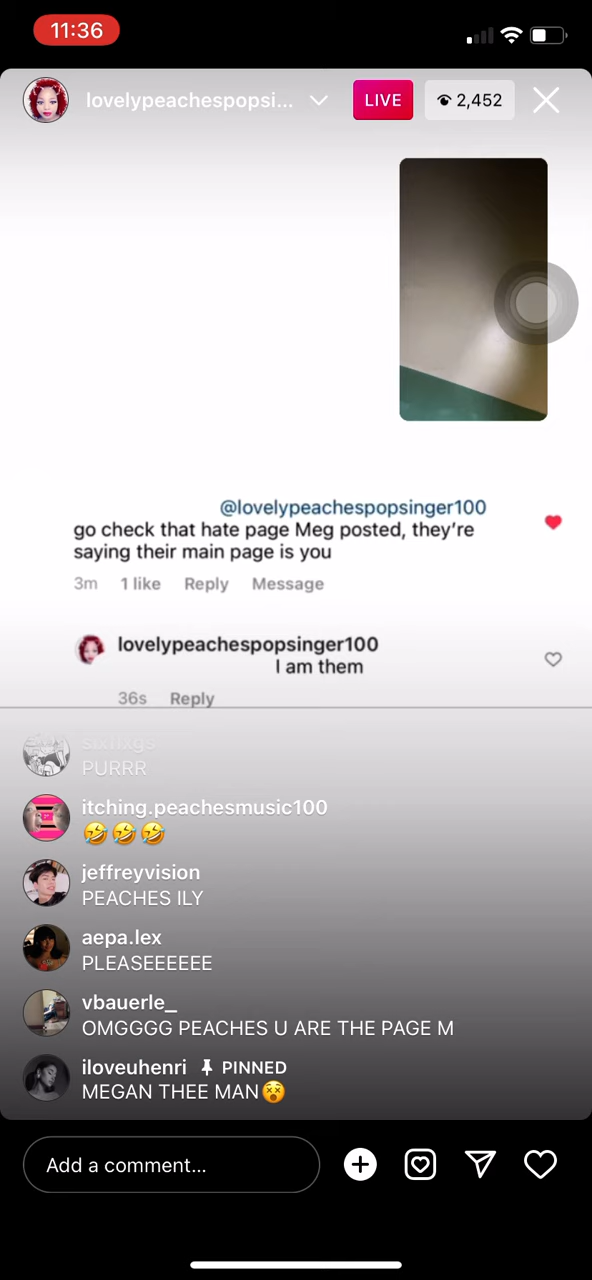 11:36
lovelypeachespopsi...
LIVE
2,452
@lovelypeachespopsinger100
go check that hate page Meg posted, they're
saying their main page is you
3m 1 like Reply Message
lovelypeachespopsinger100
I am them
36s Reply
sixflxgs
PURRR
itching.peachesmusic100
🤣🤣🤣
jeffreyvision
PEACHES ILY
aepa.lex
PLEASEEEEEE
vbauerle_
OMGGGG PEACHES U ARE THE PAGE M
iloveuhenri PINNED
MEGAN THEE MAN😵
Add a comment...